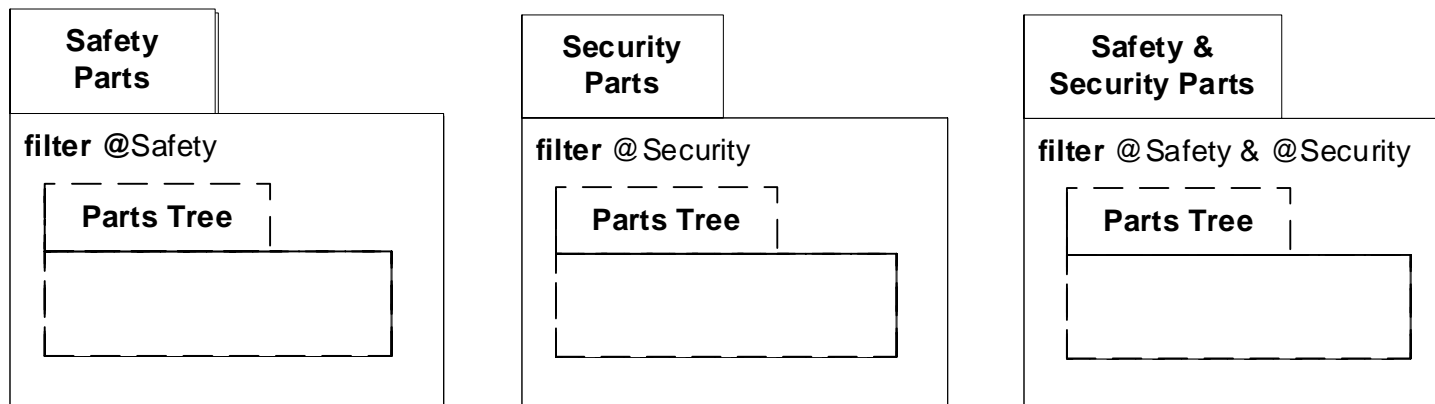 Safety
Parts
filter @Safety
Parts Tree
Security
Parts
filter @Security
Parts Tree
Safety &
Security Parts
filter @Safety & @Security
Parts Tree